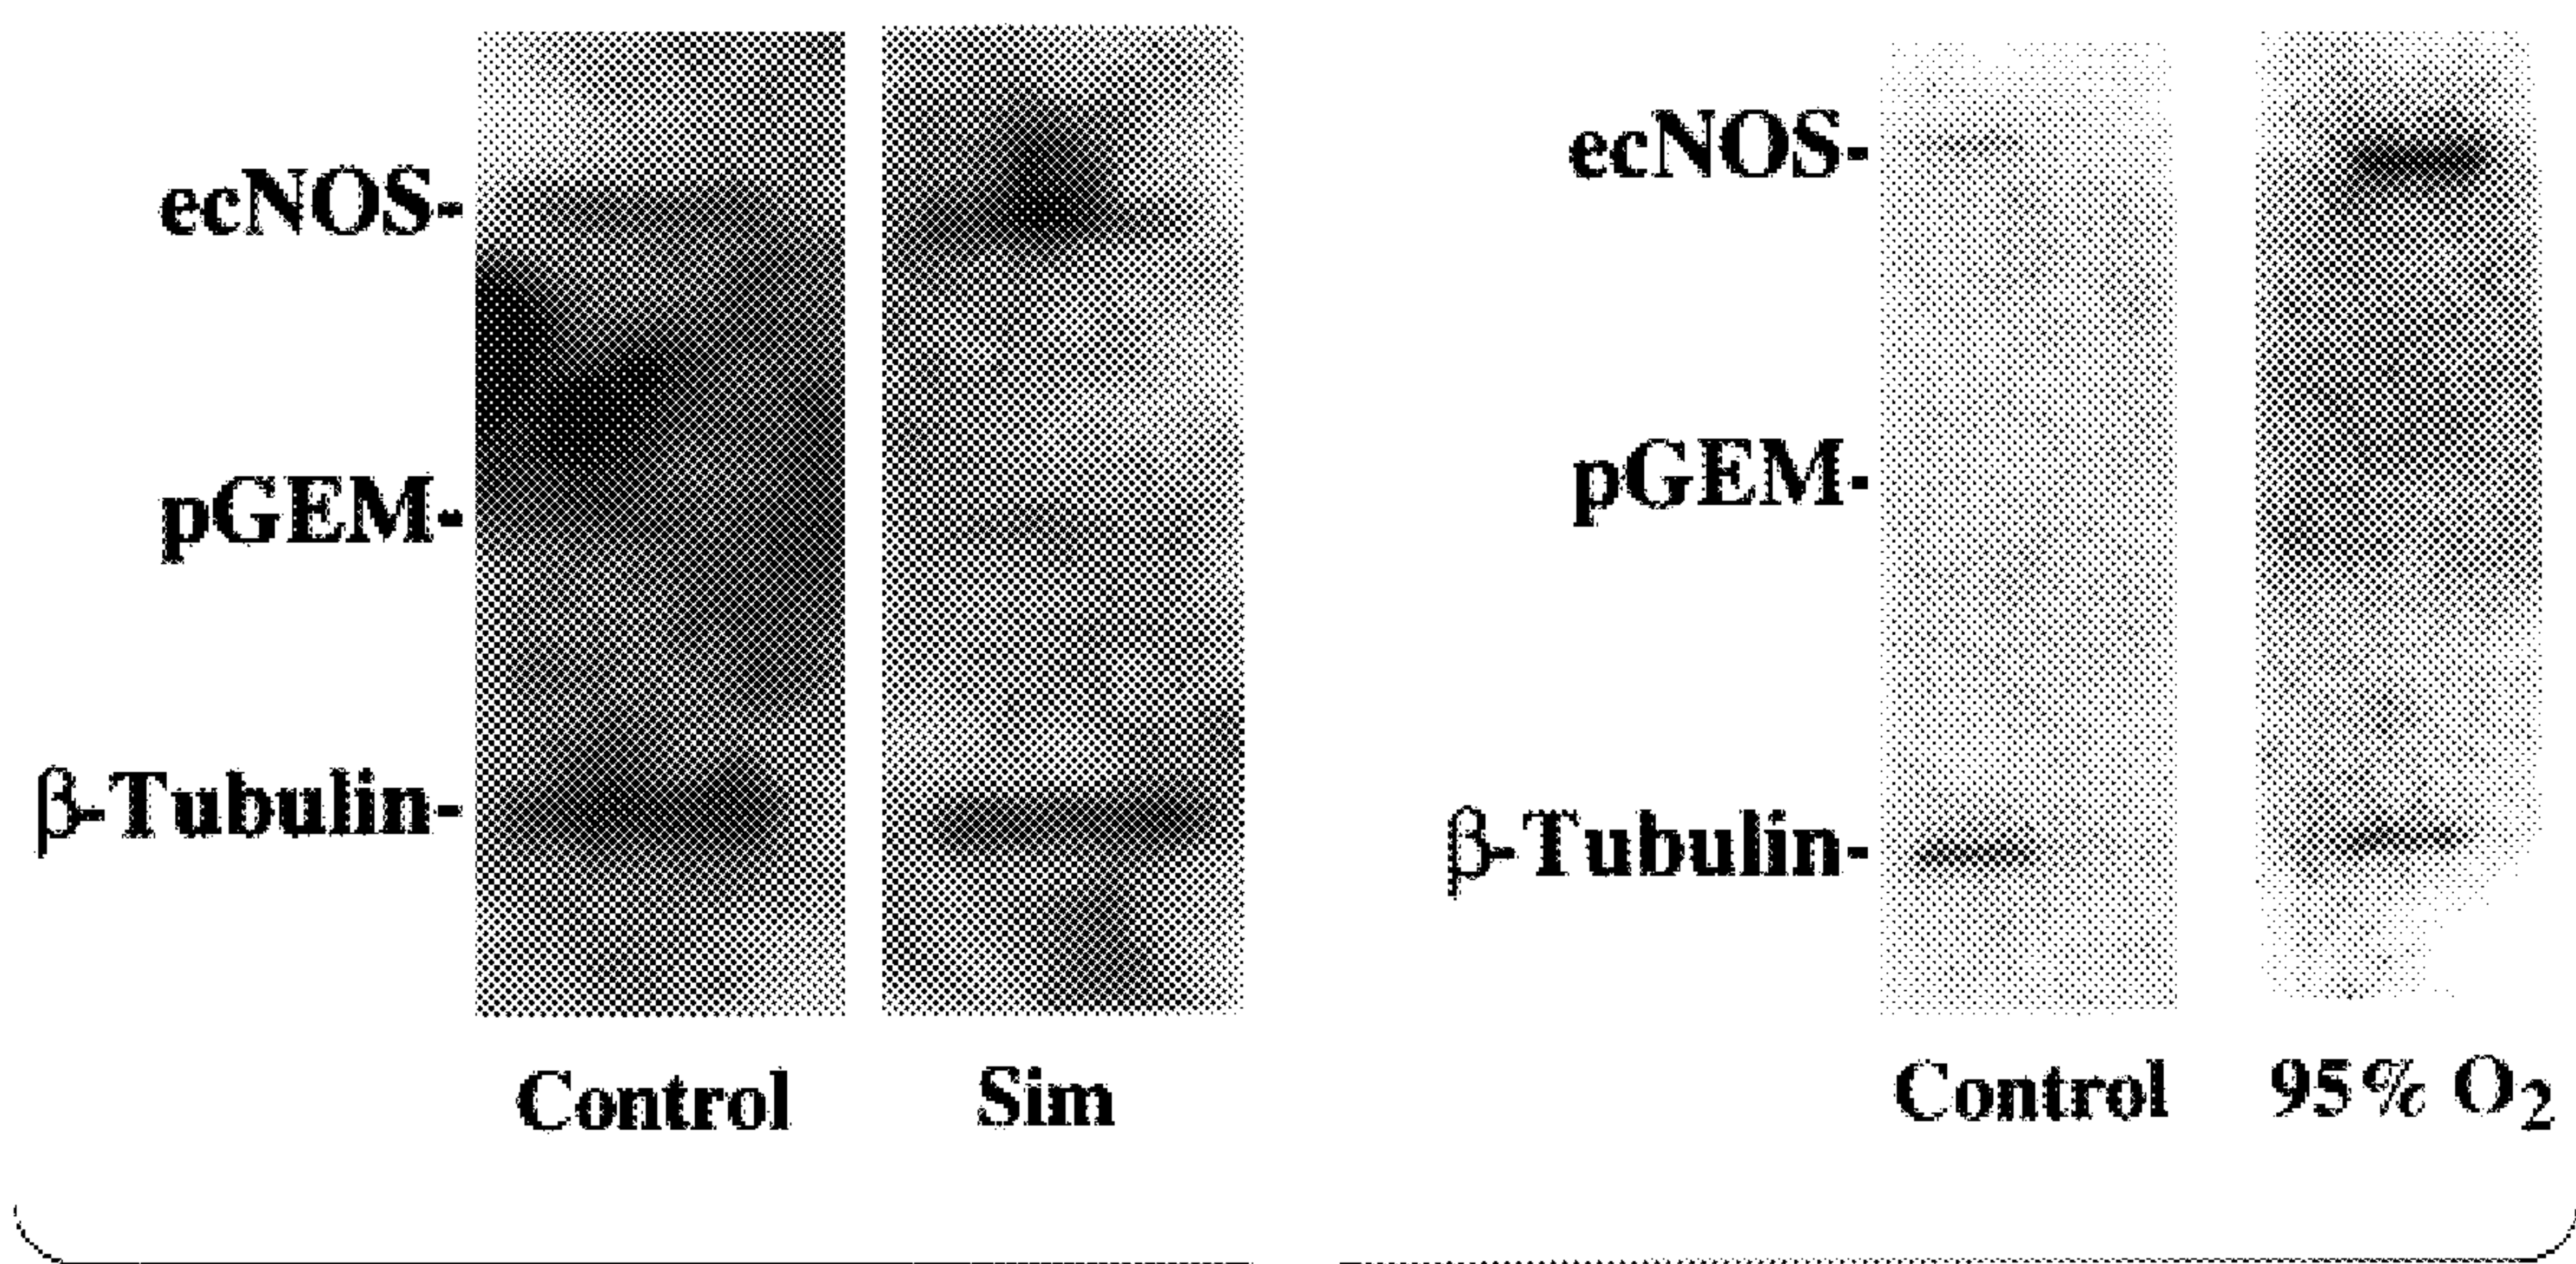 ecNOS-
pGEM-
β-Tubulin-
Control Sim
ecNOS-
pGEM-
β-Tubulin-
Control 95% O₂